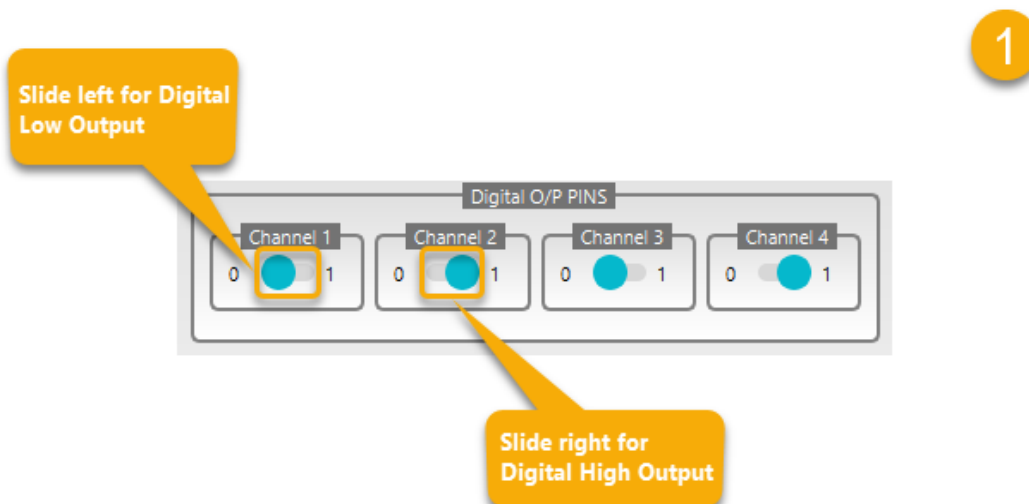 1
Slide left for Digital
Low Output
Digital O/P PINS
Channel 1
Channel 2
Channel 3
Channel 4
0 1
0 1
0 1
0 1
Slide right for
Digital High Output